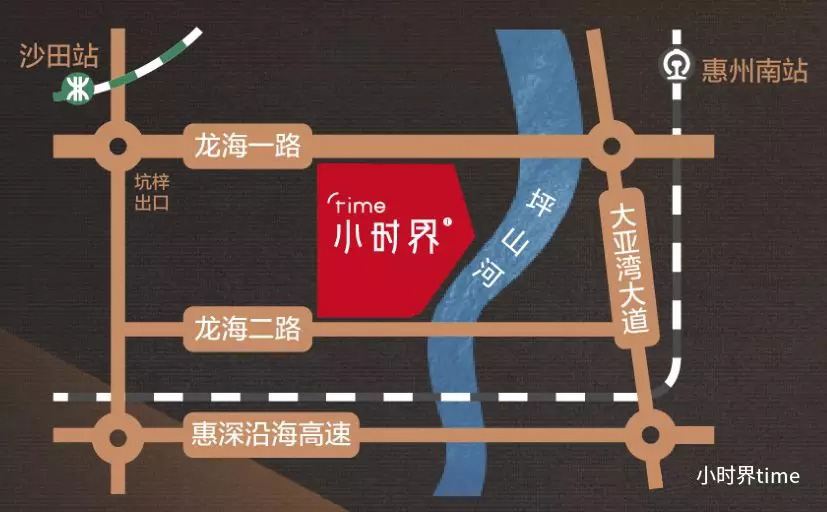 沙田站
惠州南站
龙海一路
坑梓
出口
time
小时界
坪山河
大亚湾大道
龙海二路
惠深沿海高速
小时界time